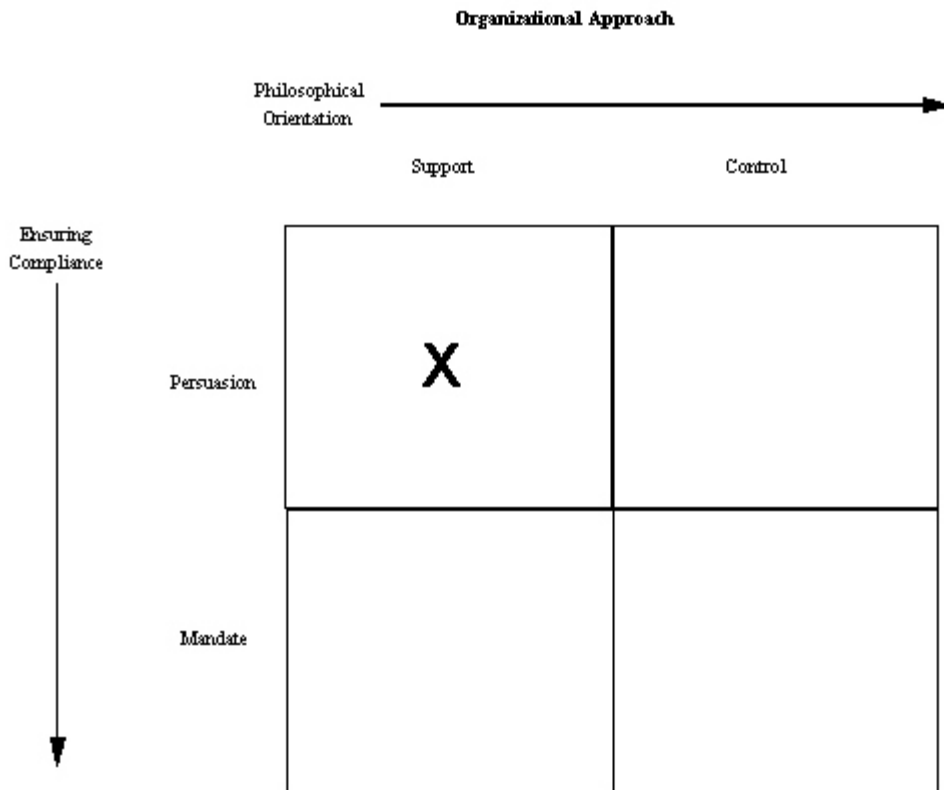 Organizational Approach
Philosophical
Orientation
Support Control
Ensuring
Compliance
X
Persuasion
Mandate